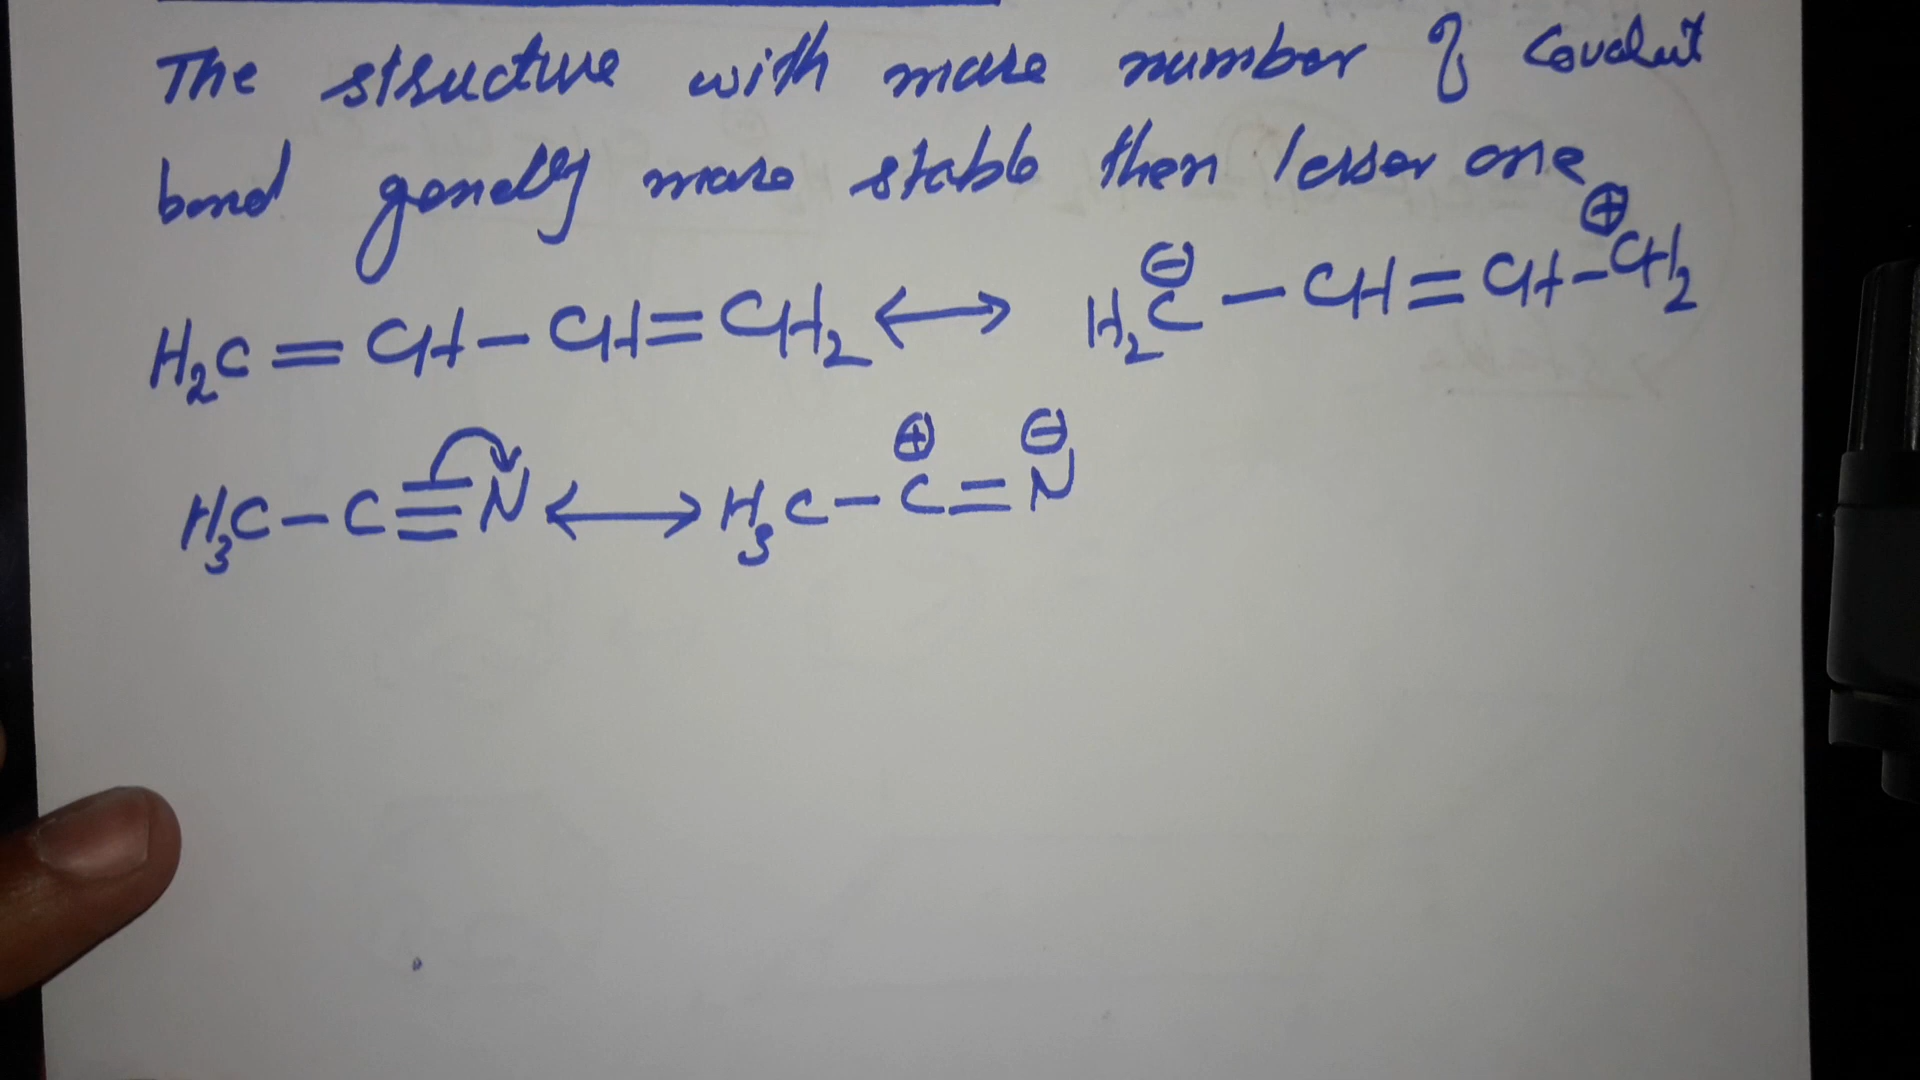 The structure with more number of covalent
bond generally more stable then lesser one
H₂C=CH-CH=CH₂ ↔ H₂C⊖-CH=CH-CH₂⊕
H₃C-C≡N ↔ H₃C-C⊕=N⊖